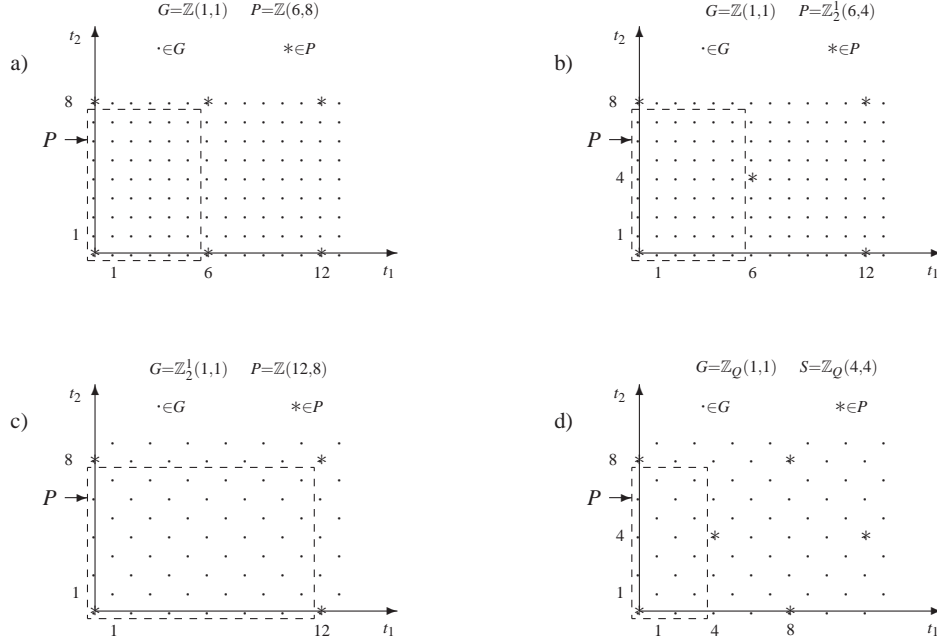 G=ℤ(1,1) P=ℤ(6,8)
t₂
·∈G *∈P
a)
8
P
1
1 6 12 t₁
G=ℤ(1,1) P=ℤ₂¹(6,4)
t₂
·∈G *∈P
b)
8
P
4
1
1 6 12 t₁
G=ℤ₂¹(1,1) P=ℤ(12,8)
t₂
·∈G *∈P
c)
8
P
1
1 12 t₁
G=ℤ_Q(1,1) S=ℤ_Q(4,4)
t₂
·∈G *∈P
d)
8
P
4
1
1 4 8 t₁